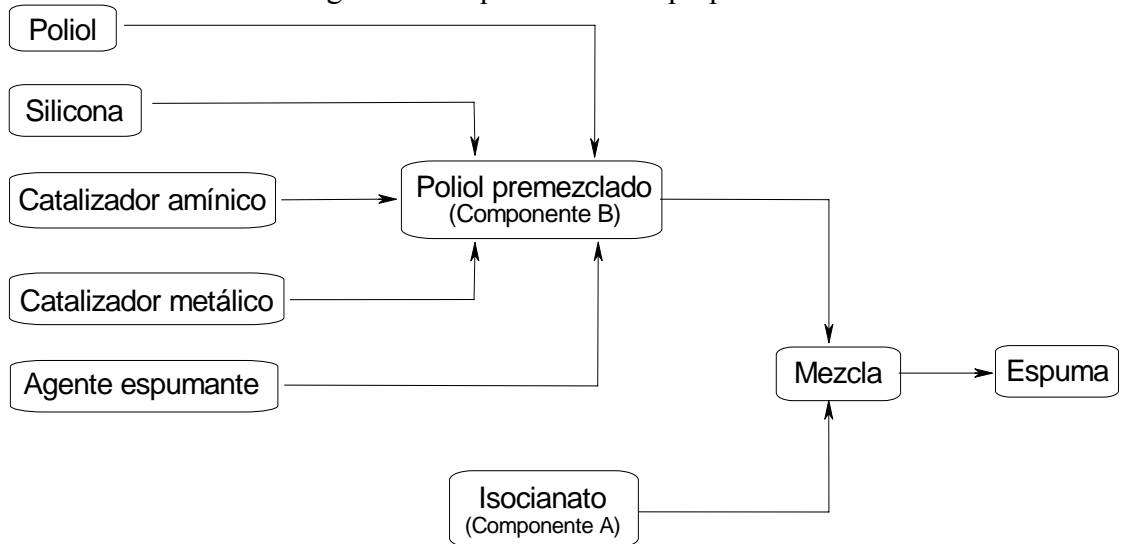 Poliol
Silicona
Catalizador amínico
Poliol premezclado
(Componente B)
Catalizador metálico
Agente espumante
Mezcla
Espuma
Isocianato
(Componente A)